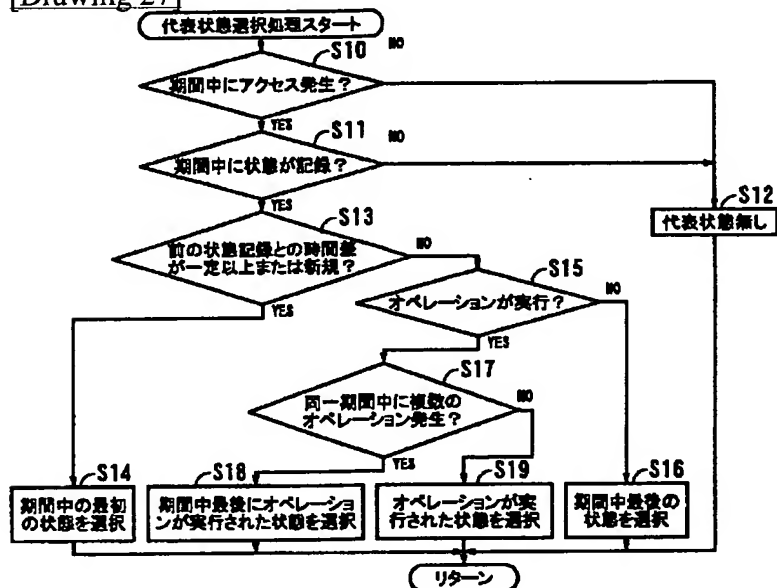 [Drawing 27]
代表状態選択処理スタート
S10
NO
期間中にアクセス発生?
YES
S11
NO
期間中に状態が記録?
YES
S12
代表状態無し
S13
NO
前の状態記録との時間差
が一定以上または新規?
YES
S15
NO
オペレーションが実行?
YES
S17
NO
同一期間中に複数の
オペレーション発生?
YES
S14
期間中の最初
の状態を選択
S18
期間中最後にオペレーショ
ンが実行された状態を選択
S19
オペレーションが実
行された状態を選択
S16
期間中最後の
状態を選択
リターン